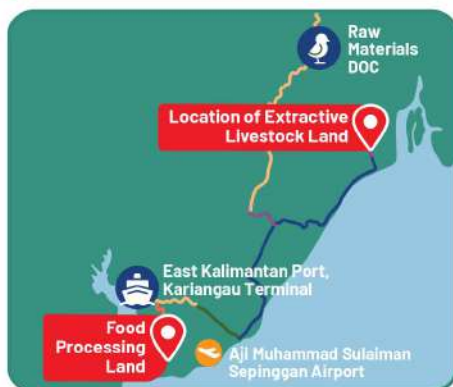 Raw
Materials
DOC
Location of Extractive
Livestock Land
East Kalimantan Port,
Kariangau Terminal
Food
Processing
Land
Aji Muhammad Sulaiman
Sepinggan Airport